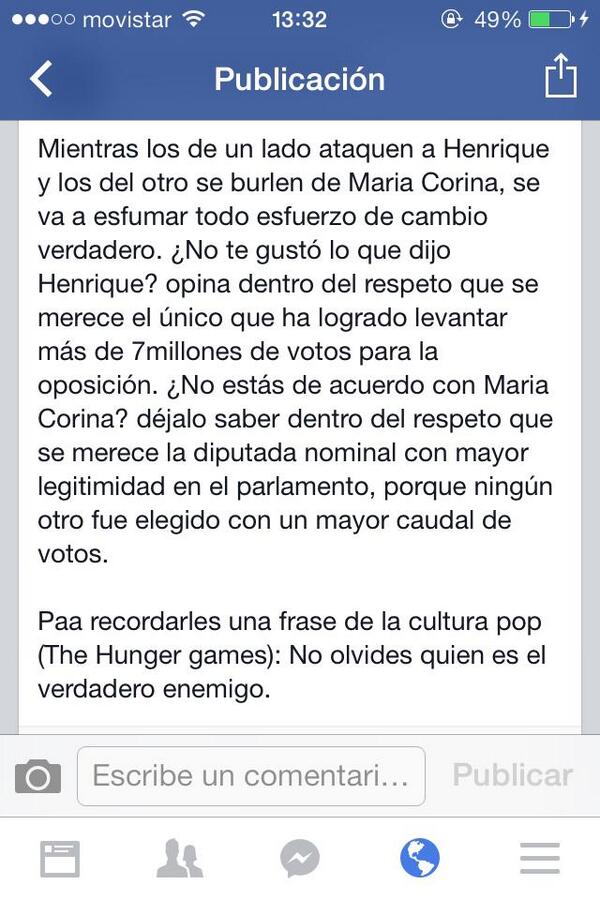 movistar 13:32 49%
Publicación
Mientras los de un lado ataquen a Henrique
y los del otro se burlen de Maria Corina, se
va a esfumar todo esfuerzo de cambio
verdadero. ¿No te gustó lo que dijo
Henrique? opina dentro del respeto que se
merece el único que ha logrado levantar
más de 7millones de votos para la
oposición. ¿No estás de acuerdo con Maria
Corina? déjalo saber dentro del respeto que
se merece la diputada nominal con mayor
legitimidad en el parlamento, porque ningún
otro fue elegido con un mayor caudal de
votos.
Paa recordarles una frase de la cultura pop
(The Hunger games): No olvides quien es el
verdadero enemigo.
Escribe un comentari... Publicar